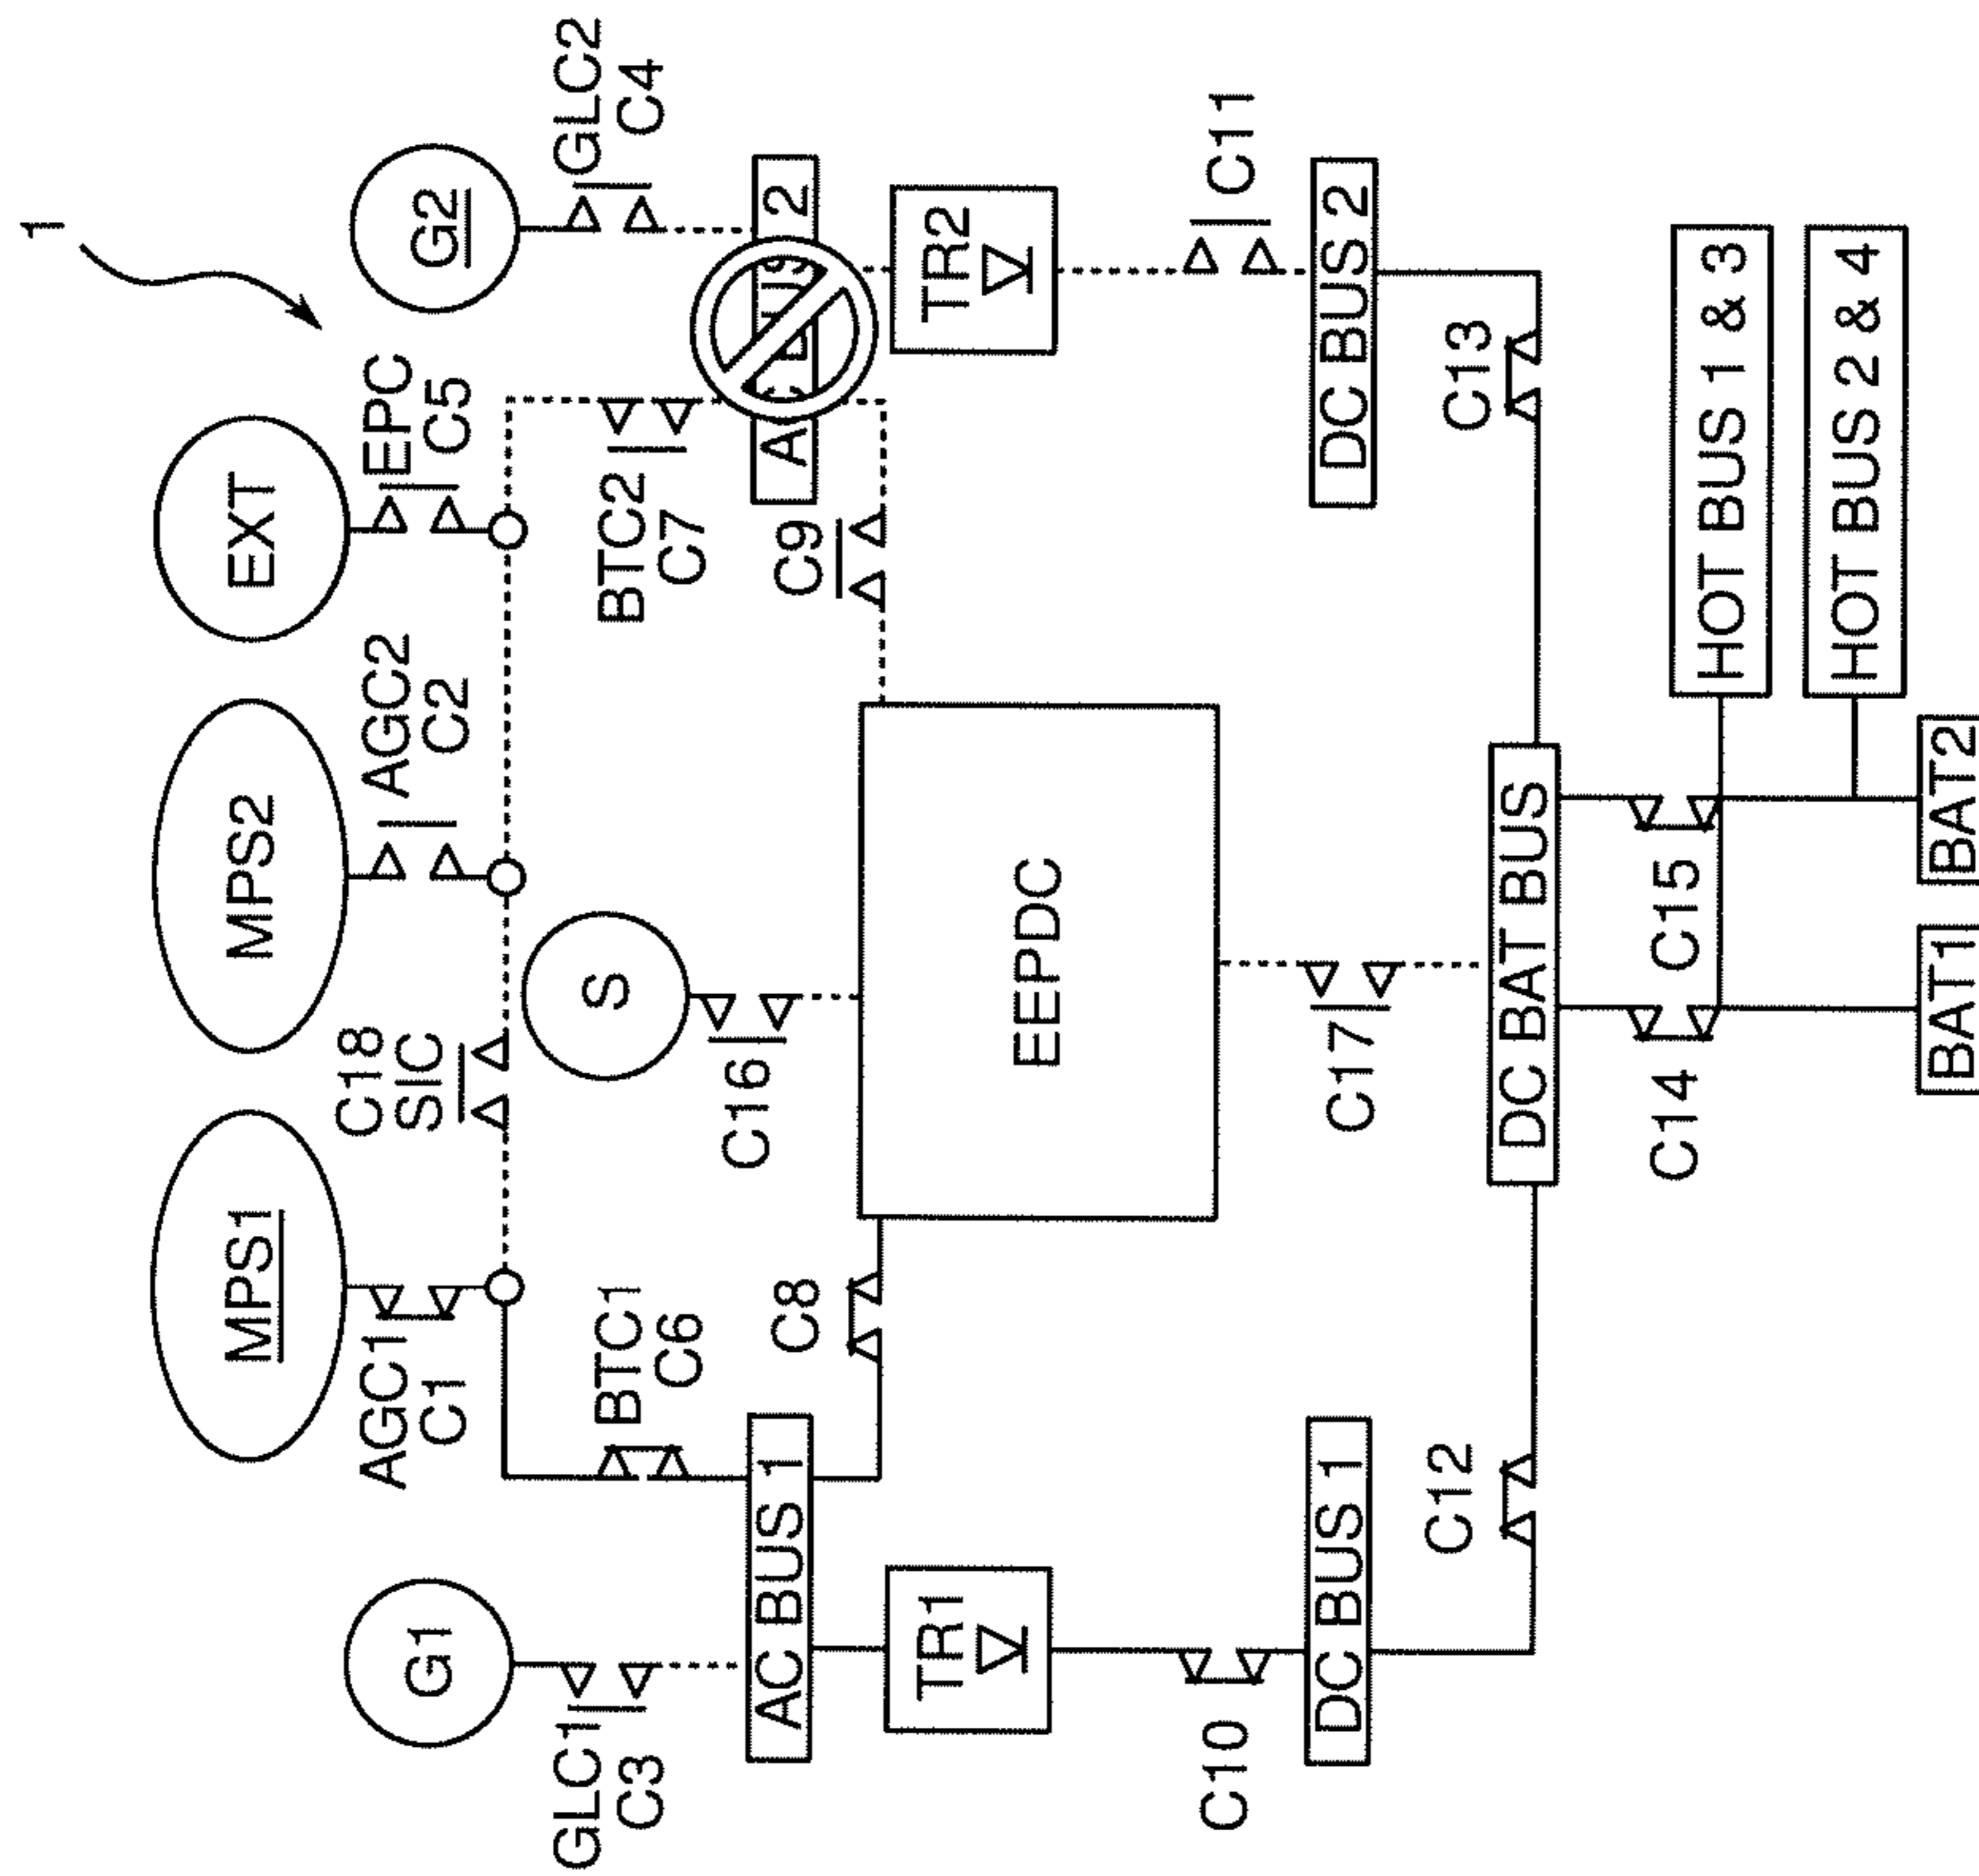 1
MPS1
MPS2
EXT
AGC1
C1
C18
SIC
AGC2
C2
EPC
C5
G1
G2
GLC1
C3
GLC2
C4
S
BTC1
C6
BTC2
C7
C16
AC BUS 1
AC BUS 2
C8
C9
TR1
TR2
EEPDC
C10
C11
C17
DC BUS 1
DC BUS 2
C12
C13
DC BAT BUS
C14
C15
HOT BUS 1 & 3
HOT BUS 2 & 4
BAT1
BAT2